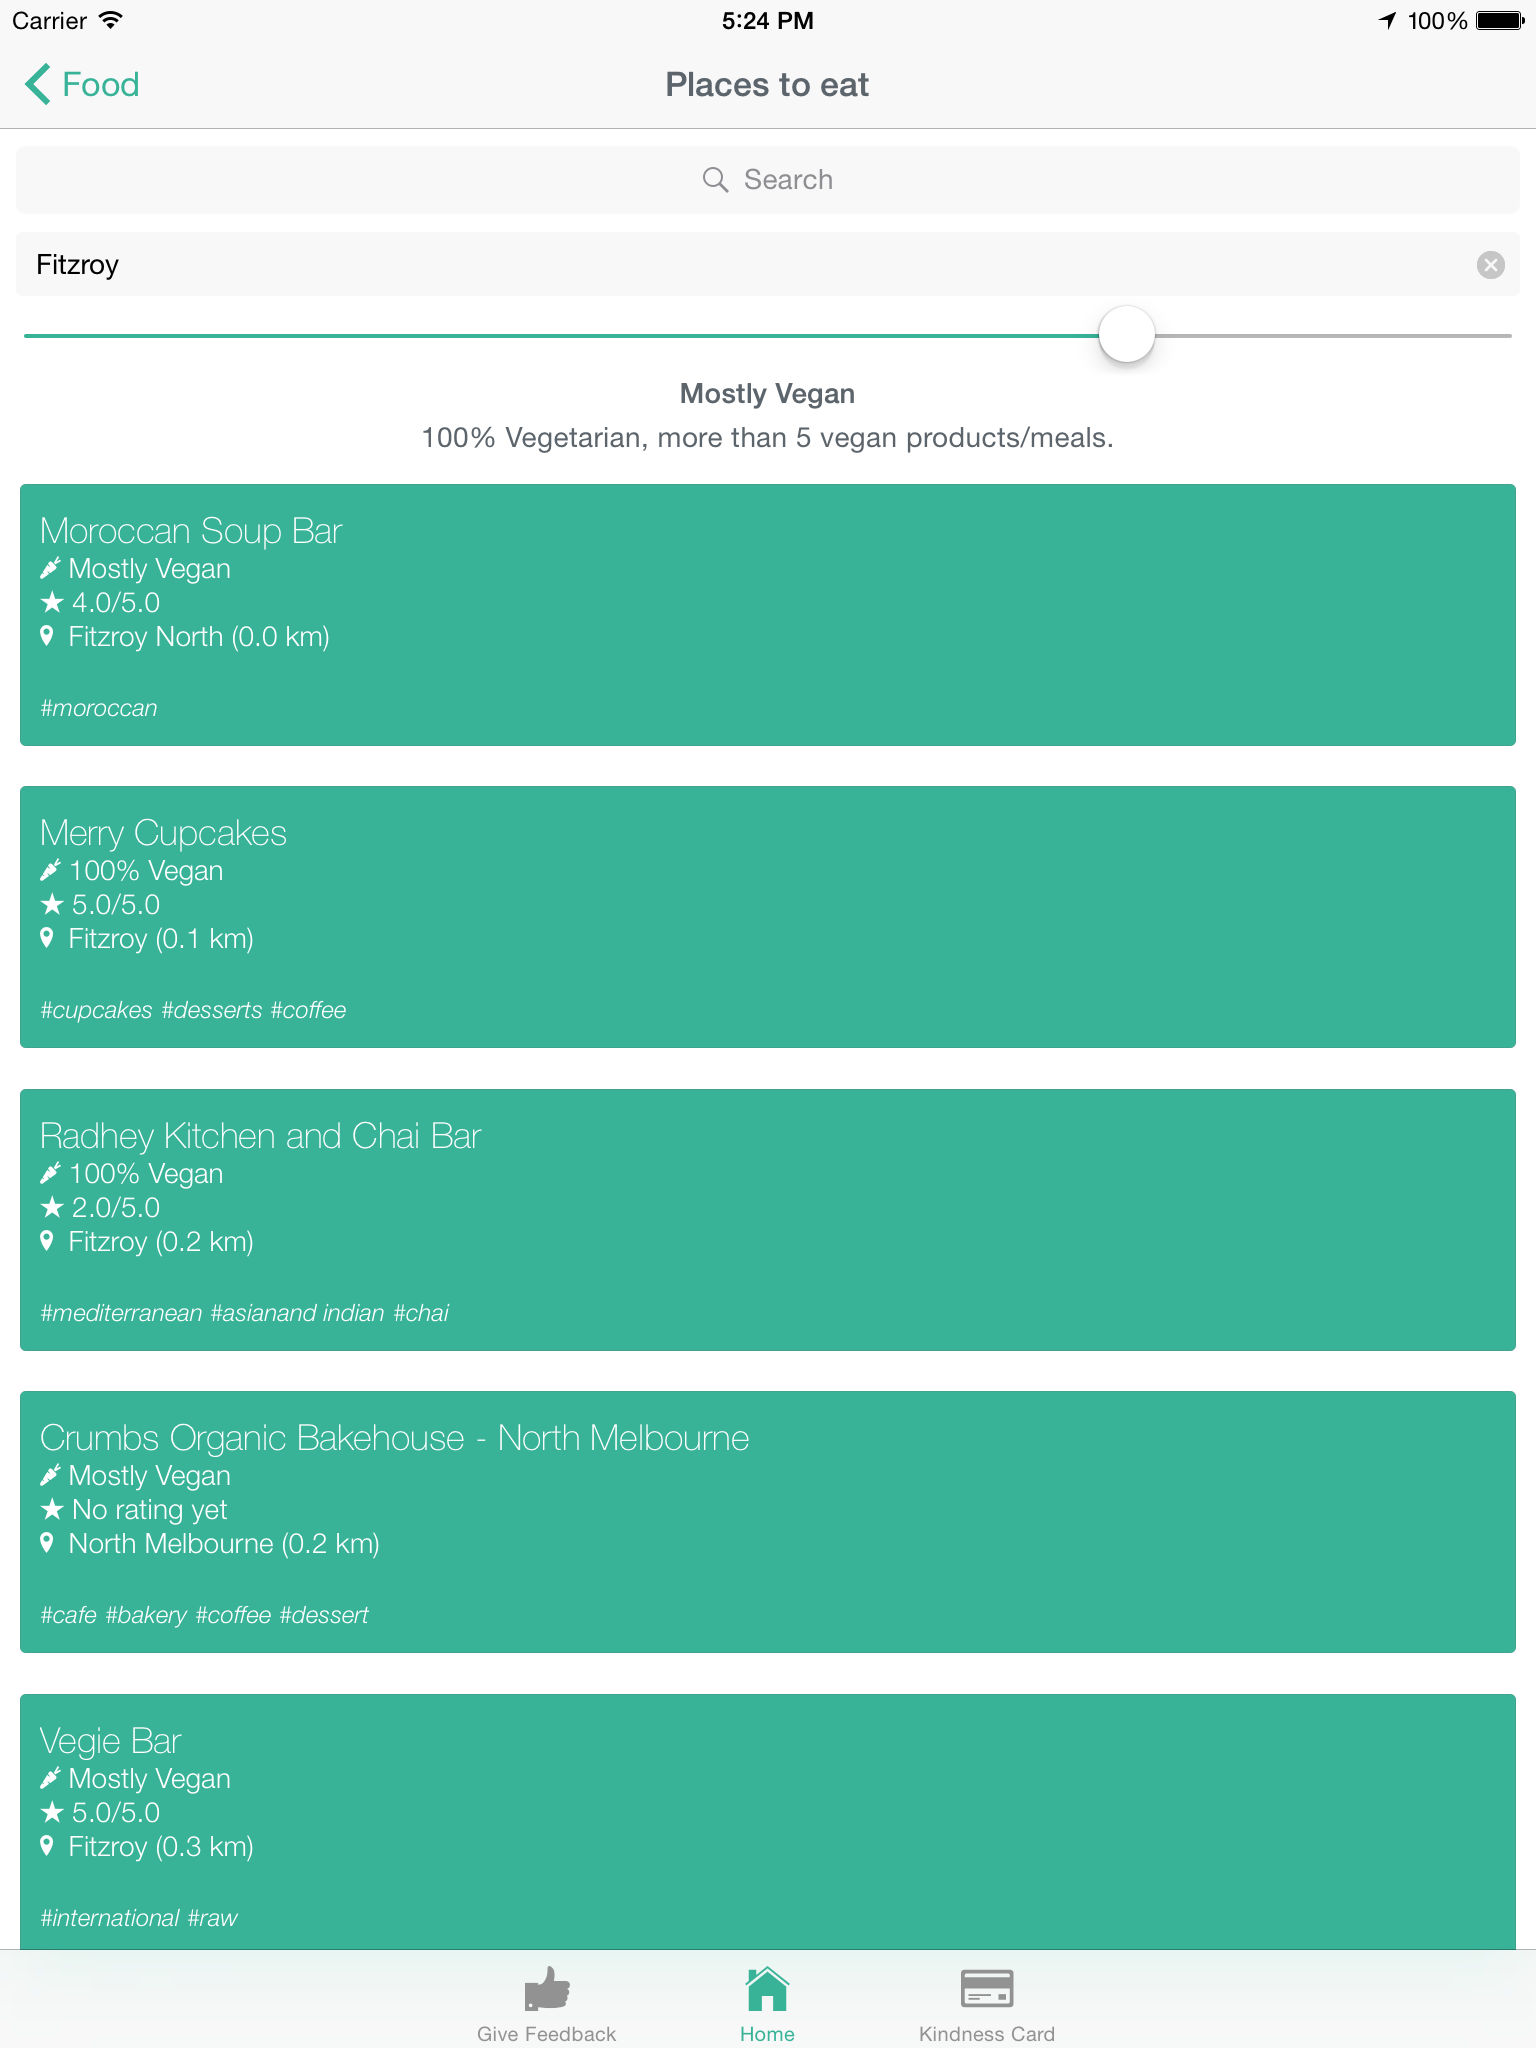 Carrier 5:24 PM 100%
Food Places to eat
Search
Fitzroy
Mostly Vegan
100% Vegetarian, more than 5 vegan products/meals.
Moroccan Soup Bar
Mostly Vegan
4.0/5.0
Fitzroy North (0.0 km)
#moroccan
Merry Cupcakes
100% Vegan
5.0/5.0
Fitzroy (0.1 km)
#cupcakes #desserts #coffee
Radhey Kitchen and Chai Bar
100% Vegan
2.0/5.0
Fitzroy (0.2 km)
#mediterranean #asianand indian #chai
Crumbs Organic Bakehouse - North Melbourne
Mostly Vegan
No rating yet
North Melbourne (0.2 km)
#cafe #bakery #coffee #dessert
Vegie Bar
Mostly Vegan
5.0/5.0
Fitzroy (0.3 km)
#international #raw
Give Feedback Home Kindness Card